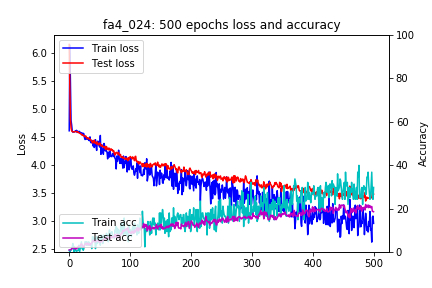 fa4_024: 500 epochs loss and accuracy
Train loss
Test loss
Train acc
Test acc
Loss
6.0
5.5
5.0
4.5
4.0
3.5
3.0
2.5
Accuracy
100
80
60
40
20
0
0 100 200 300 400 500